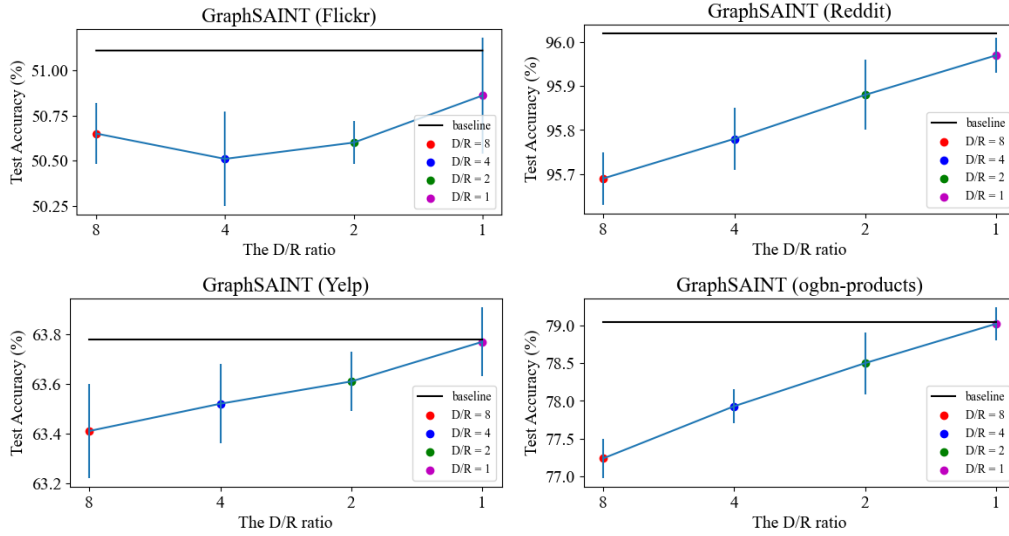 GraphSAINT (Flickr)
Test Accuracy (%)
51.00
50.75
50.50
50.25
baseline
D/R = 8
D/R = 4
D/R = 2
D/R = 1
8 4 2 1
The D/R ratio
GraphSAINT (Reddit)
Test Accuracy (%)
96.0
95.9
95.8
95.7
baseline
D/R = 8
D/R = 4
D/R = 2
D/R = 1
8 4 2 1
The D/R ratio
GraphSAINT (Yelp)
Test Accuracy (%)
63.8
63.6
63.4
63.2
baseline
D/R = 8
D/R = 4
D/R = 2
D/R = 1
8 4 2 1
The D/R ratio
GraphSAINT (ogbn-products)
Test Accuracy (%)
79.0
78.5
78.0
77.5
77.0
baseline
D/R = 8
D/R = 4
D/R = 2
D/R = 1
8 4 2 1
The D/R ratio